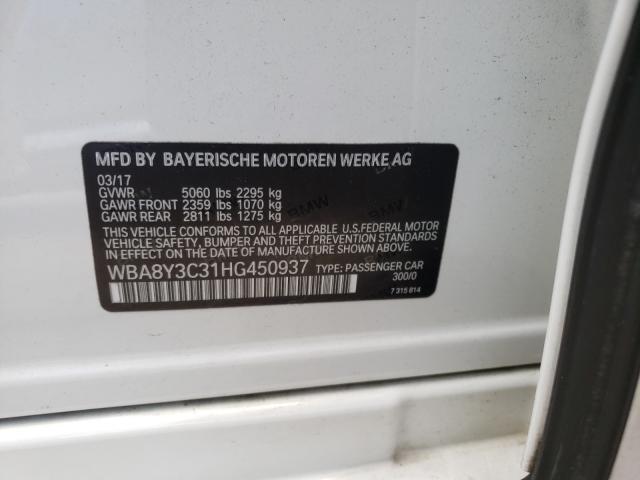 MFD BY BAYERISCHE MOTOREN WERKE AG
03/17
GVWR 5060 lbs 2295 kg
GAWR FRONT 2359 lbs 1070 kg
GAWR REAR 2811 lbs 1275 kg
THIS VEHICLE CONFORMS TO ALL APPLICABLE U.S.FEDERAL MOTOR
VEHICLE SAFETY, BUMPER AND THEFT PREVENTION STANDARDS
IN EFFECT ON THE DATE OF MANUFACTURE SHOWN ABOVE.
WBA8Y3C31HG450937 TYPE: PASSENGER CAR
300/0
7 315 814
BMW